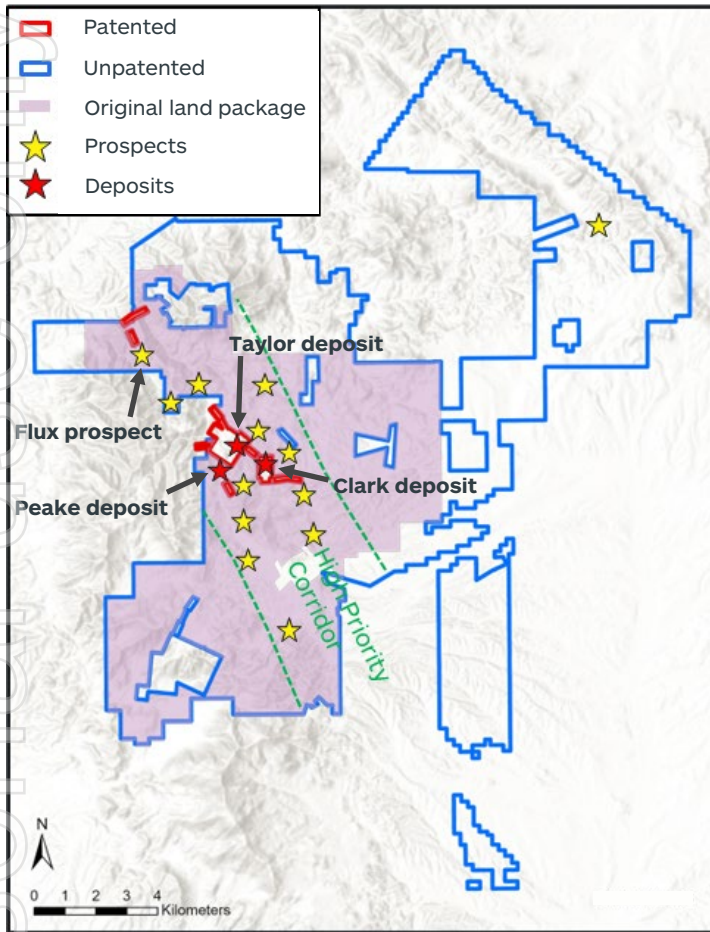 Patented
Unpatented
Original land package
Prospects
Deposits
Taylor deposit
Flux prospect
Clark deposit
Peake deposit
High Priority
Corridor
N
0 1 2 3 4
Kilometers